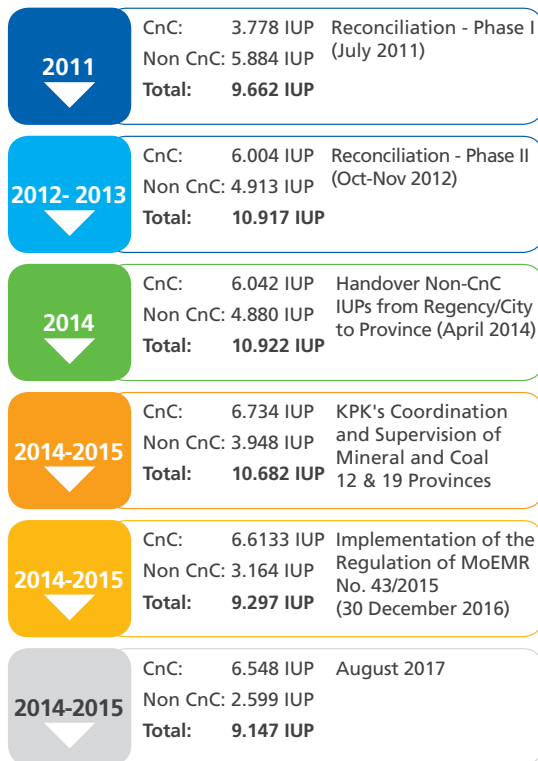 2011
CnC: 3.778 IUP
Non CnC: 5.884 IUP
Total: 9.662 IUP
Reconciliation - Phase I
(July 2011)
2012- 2013
CnC: 6.004 IUP
Non CnC: 4.913 IUP
Total: 10.917 IUP
Reconciliation - Phase II
(Oct-Nov 2012)
2014
CnC: 6.042 IUP
Non CnC: 4.880 IUP
Total: 10.922 IUP
Handover Non-CnC
IUPs from Regency/City
to Province (April 2014)
2014-2015
CnC: 6.734 IUP
Non CnC: 3.948 IUP
Total: 10.682 IUP
KPK's Coordination
and Supervision of
Mineral and Coal
12 & 19 Provinces
2014-2015
CnC: 6.6133 IUP
Non CnC: 3.164 IUP
Total: 9.297 IUP
Implementation of the
Regulation of MoEMR
No. 43/2015
(30 December 2016)
2014-2015
CnC: 6.548 IUP
Non CnC: 2.599 IUP
Total: 9.147 IUP
August 2017